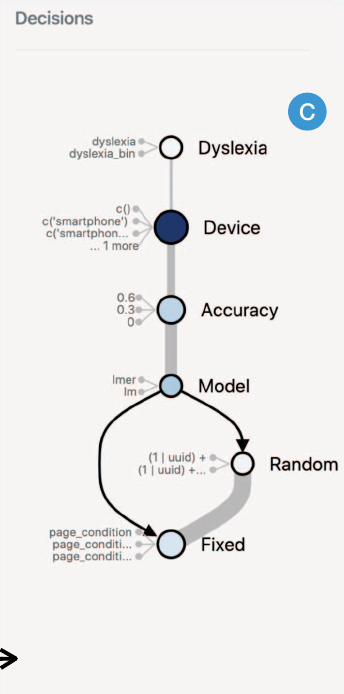 Decisions
C
dyslexia
dyslexia_bin
Dyslexia
c()
c('smartphone')
c('smartphon...
... 1 more
Device
0.6
0.3
0
Accuracy
lmer
lm
Model
(1 | uuid) +
(1 | uuid) +...
Random
page_condition
page_conditi...
page_conditi...
Fixed